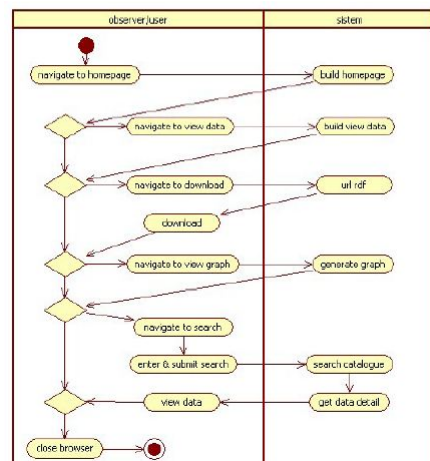 observer/user
sistem
navigate to homepage
build homepage
navigate to view data
build view data
navigate to download
url rdf
download
navigate to view graph
generate graph
navigate to search
enter & submit search
search catalogue
view data
get data detail
close browser